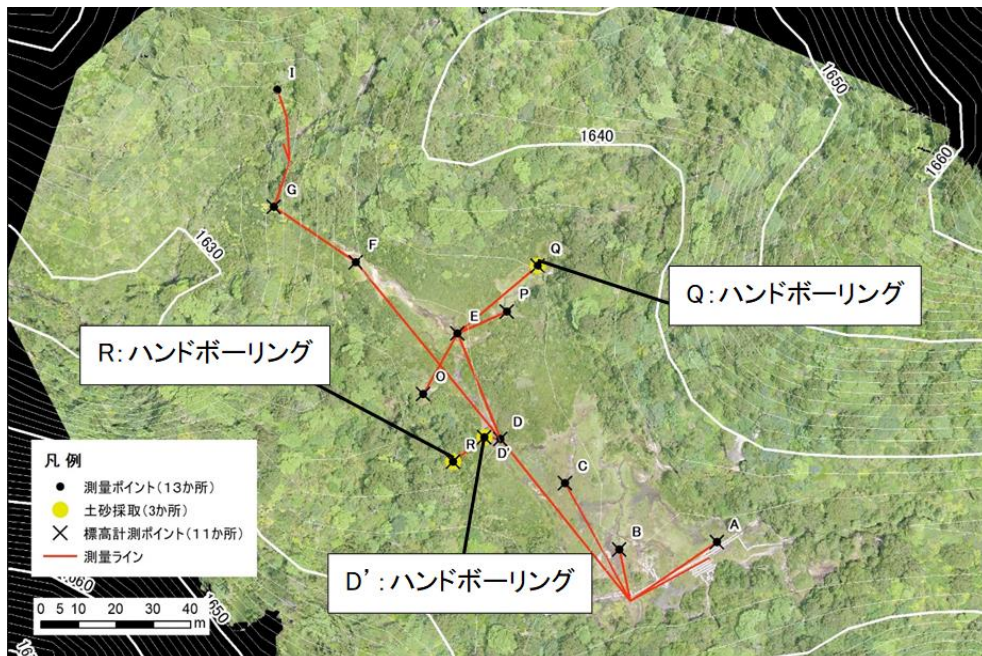 I
1650
1640
1660
G
1630
F
Q
P
Q：ハンドボーリング
E
R：ハンドボーリング
O
D
R
D'
C
凡 例
測量ポイント（13か所）
土砂採取（3か所）
標高計測ポイント（11か所）
測量ライン
B
A
D’：ハンドボーリング
1060
1650
0 5 10 20 30 40
m